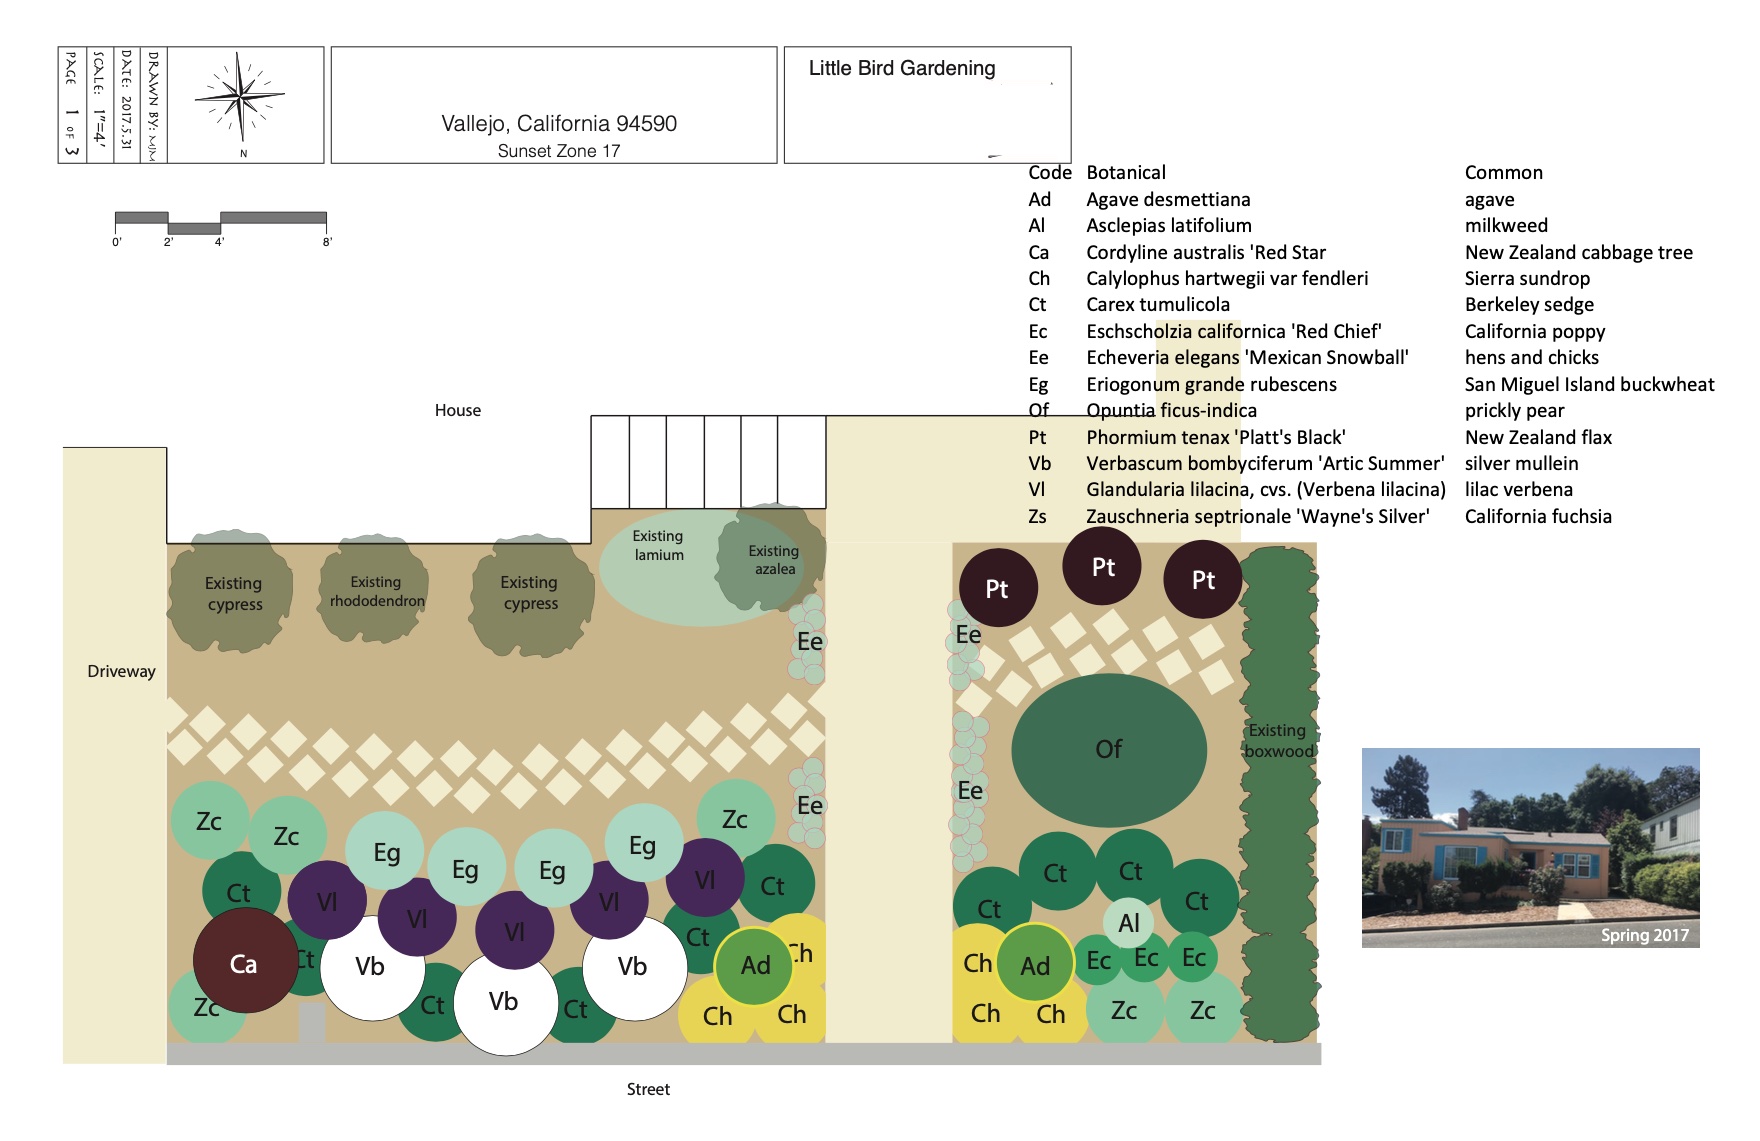 PAGE 1 OF 3
SCALE: 1"=4'
DATE: 2017.5.31
DRAWN BY: MJM
N
Vallejo, California 94590
Sunset Zone 17
Little Bird Gardening
0' 2' 4' 8'
Code Botanical Common
Ad Agave desmettiana agave
Al Asclepias latifolium milkweed
Ca Cordyline australis 'Red Star New Zealand cabbage tree
Ch Calylophus hartwegii var fendleri Sierra sundrop
Ct Carex tumulicola Berkeley sedge
Ec Eschscholzia californica 'Red Chief' California poppy
Ee Echeveria elegans 'Mexican Snowball' hens and chicks
Eg Eriogonum grande rubescens San Miguel Island buckwheat
Of Opuntia ficus-indica prickly pear
Pt Phormium tenax 'Platt's Black' New Zealand flax
Vb Verbascum bombyciferum 'Artic Summer' silver mullein
Vl Glandularia lilacina, cvs. (Verbena lilacina) lilac verbena
Zs Zauschneria septrionale 'Wayne's Silver' California fuchsia
House
Existing
lamium
Existing
azalea
Existing
cypress
Existing
rhododendron
Existing
cypress
Pt Pt Pt
Ee Ee
Driveway
Existing
boxwood
Of
Ee Ee
Zc Zc Zc
Eg Eg Eg Eg
Ct Vl Vl Vl Vl Vl Ct
Ct Ct Ct Ct
Al
Ca Ct Vb Vb Ct Ad Ch
Ch Ad Ec Ec Ec
Zc Ct Vb Ct Ch Ch
Ch Ch Zc Zc
Spring 2017
Street